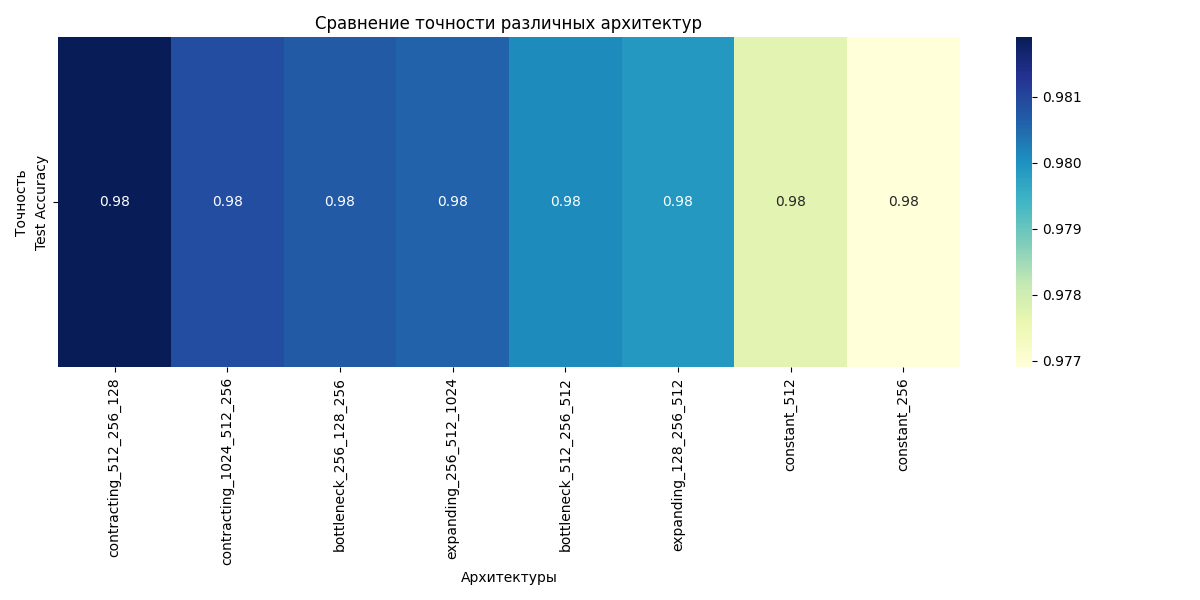 Сравнение точности различных архитектур
Точность
Test Accuracy
0.98
0.98
0.98
0.98
0.98
0.98
0.98
0.98
0.981
0.980
0.979
0.978
0.977
contracting_512_256_128
contracting_1024_512_256
bottleneck_256_128_256
expanding_256_512_1024
bottleneck_512_256_512
expanding_128_256_512
constant_512
constant_256
Архитектуры